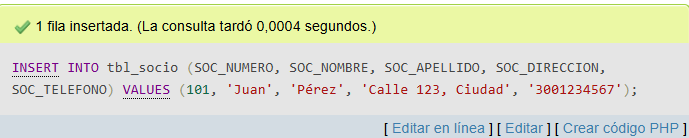 1 fila insertada. (La consulta tardó 0,0004 segundos.)
INSERT INTO tbl_socio (SOC_NUMERO, SOC_NOMBRE, SOC_APELLIDO, SOC_DIRECCION,
SOC_TELEFONO) VALUES (101, 'Juan', 'Pérez', 'Calle 123, Ciudad', '3001234567');
[ Editar en línea ] [ Editar ] [ Crear código PHP ]